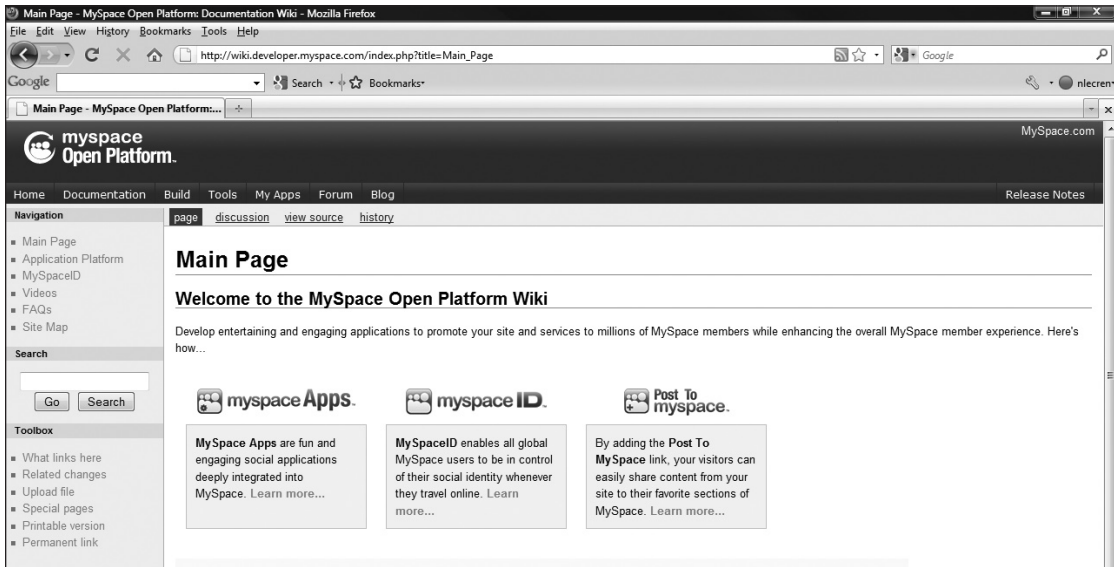 Main Page - MySpace Open Platform: Documentation Wiki - Mozilla Firefox
File Edit View History Bookmarks Tools Help
http://wiki.developer.myspace.com/index.php?title=Main_Page
Google
Google
Search
Bookmarks
nlecren
Main Page - MySpace Open Platform:...
myspace
Open Platform.
MySpace.com
Home Documentation Build Tools My Apps Forum Blog Release Notes
Navigation
Main Page
Application Platform
MySpaceID
Videos
FAQs
Site Map
Search
Go Search
Toolbox
What links here
Related changes
Upload file
Special pages
Printable version
Permanent link
page discussion view source history
Main Page
Welcome to the MySpace Open Platform Wiki
Develop entertaining and engaging applications to promote your site and services to millions of MySpace members while enhancing the overall MySpace member experience. Here's
how...
myspace Apps.
MySpace Apps are fun and
engaging social applications
deeply integrated into
MySpace. Learn more...
myspace ID.
MySpaceID enables all global
MySpace users to be in control
of their social identity whenever
they travel online. Learn
more...
Post To
myspace.
By adding the Post To
MySpace link, your visitors can
easily share content from your
site to their favorite sections of
MySpace. Learn more...